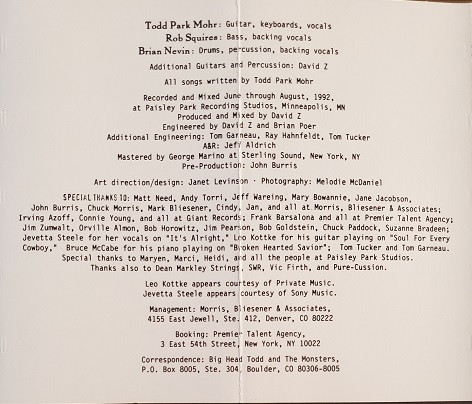 Todd Park Mohr: Guitar, keyboards, vocals
Rob Squires: Bass, backing vocals
Brian Nevin: Drums, percussion, backing vocals
Additional Guitars and Percussion: David Z
All songs written by Todd Park Mohr
Recorded and Mixed June through August, 1992,
at Paisley Park Recording Studios, Minneapolis, MN
Produced and Mixed by David Z
Engineered by David Z and Brian Poer
Additional Engineering: Tom Garneau, Ray Hahnfeldt, Tom Tucker
A&R: Jeff Aldrich
Mastered by George Marino at Sterling Sound, New York, NY
Pre-Production: John Burris
Art direction/design: Janet Levinson · Photography: Melodie McDaniel
SPECIAL THANKS TO: Matt Need, Andy Torri, Jeff Wareing, Mary Bowannie, Jane Jacobson,
John Burris, Chuck Morris, Mark Bliesener, Cindy, Jan, and all at Morris, Bliesener & Associates;
Irving Azoff, Connie Young, and all at Giant Records; Frank Barsalona and all at Premier Talent Agency;
Jim Zumwalt, Orville Almon, Bob Horowitz, Jim Pearson, Bob Goldstein, Chuck Paddock, Suzanne Bradeen;
Jevetta Steele for her vocals on "It's Alright," Leo Kottke for his guitar playing on "Soul For Every
Cowboy," Bruce McCabe for his piano playing on "Broken Hearted Savior"; Tom Tucker and Tom Garneau.
Special thanks to Maryen, Marci, Heidi, and all the people at Paisley Park Studios.
Thanks also to Dean Markley Strings, SWR, Vic Firth, and Pure-Cussion.
Leo Kottke appears courtesy of Private Music.
Jevetta Steele appears courtesy of Sony Music.
Management: Morris, Bliesener & Associates,
4155 East Jewell, Ste. 412, Denver, CO 80222
Booking: Premier Talent Agency,
3 East 54th Street, New York, NY 10022
Correspondence: Big Head Todd and The Monsters,
P.O. Box 8005, Ste. 304, Boulder, CO 80306-8005